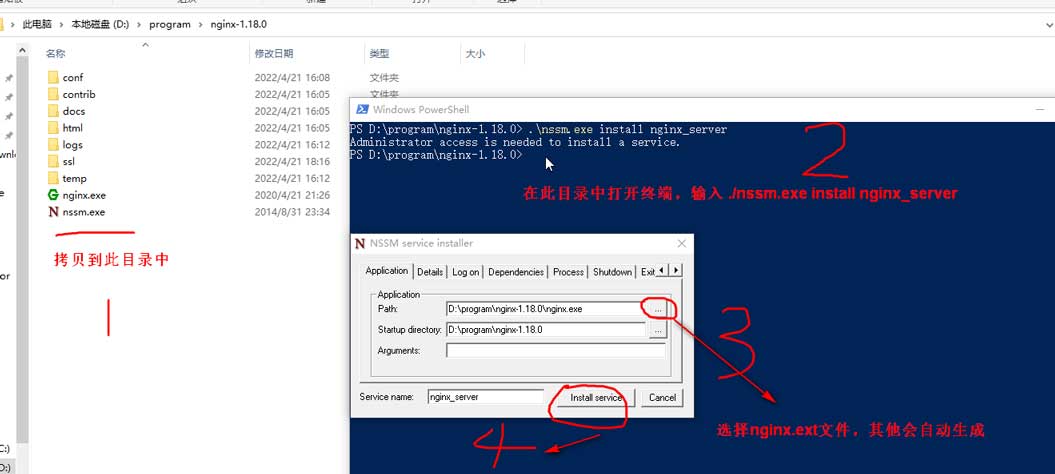 此电脑 › 本地磁盘 (D:) › program › nginx-1.18.0
名称 修改日期 类型 大小
conf 2022/4/21 16:08 文件夹
contrib 2022/4/21 16:05 文件夹
docs 2022/4/21 16:05
html 2022/4/21 16:05
logs 2022/4/21 16:12
ssl 2022/4/21 18:16
temp 2022/4/21 16:12
nginx.exe 2020/4/21 21:26
nssm.exe 2014/8/31 23:34
拷贝到此目录中
1
Windows PowerShell
PS D:\program\nginx-1.18.0> .\nssm.exe install nginx_server
Administrator access is needed to install a service.
PS D:\program\nginx-1.18.0>
2
在此目录中打开终端，输入 ./nssm.exe install nginx_server
NSSM service installer
Application Details Log on Dependencies Process Shutdown Exit
Application
Path: D:\program\nginx-1.18.0\nginx.exe ...
Startup directory: D:\program\nginx-1.18.0 ...
Arguments:
Service name: nginx_server Install service Cancel
3
选择nginx.ext文件，其他会自动生成
4
C:)
D:)